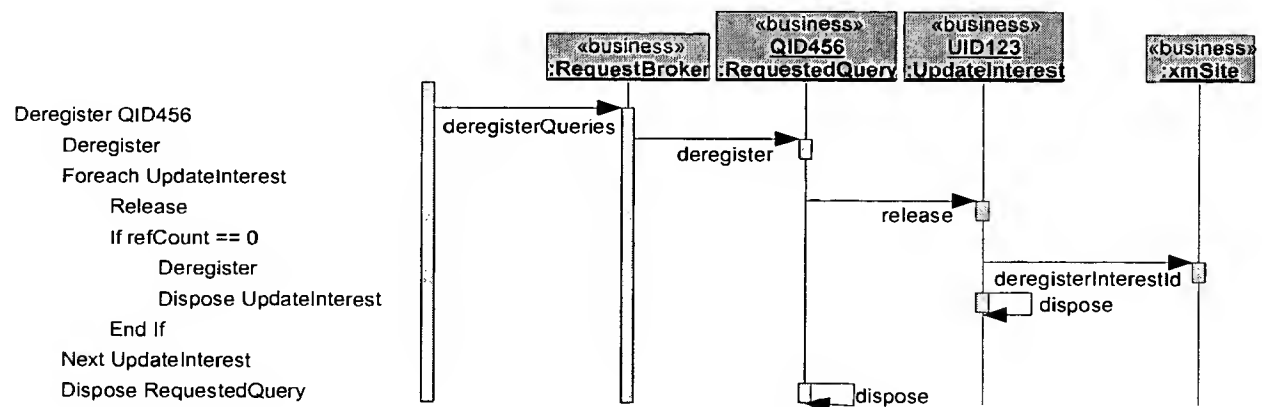 «business»
:RequestBroker
«business»
QID456
:RequestedQuery
«business»
UID123
:UpdateInterest
«business»
:xmSite
Deregister QID456
Deregister
Foreach UpdateInterest
Release
If refCount == 0
Deregister
Dispose UpdateInterest
End If
Next UpdateInterest
Dispose RequestedQuery
deregisterQueries
deregister
release
deregisterInterestId
dispose
dispose